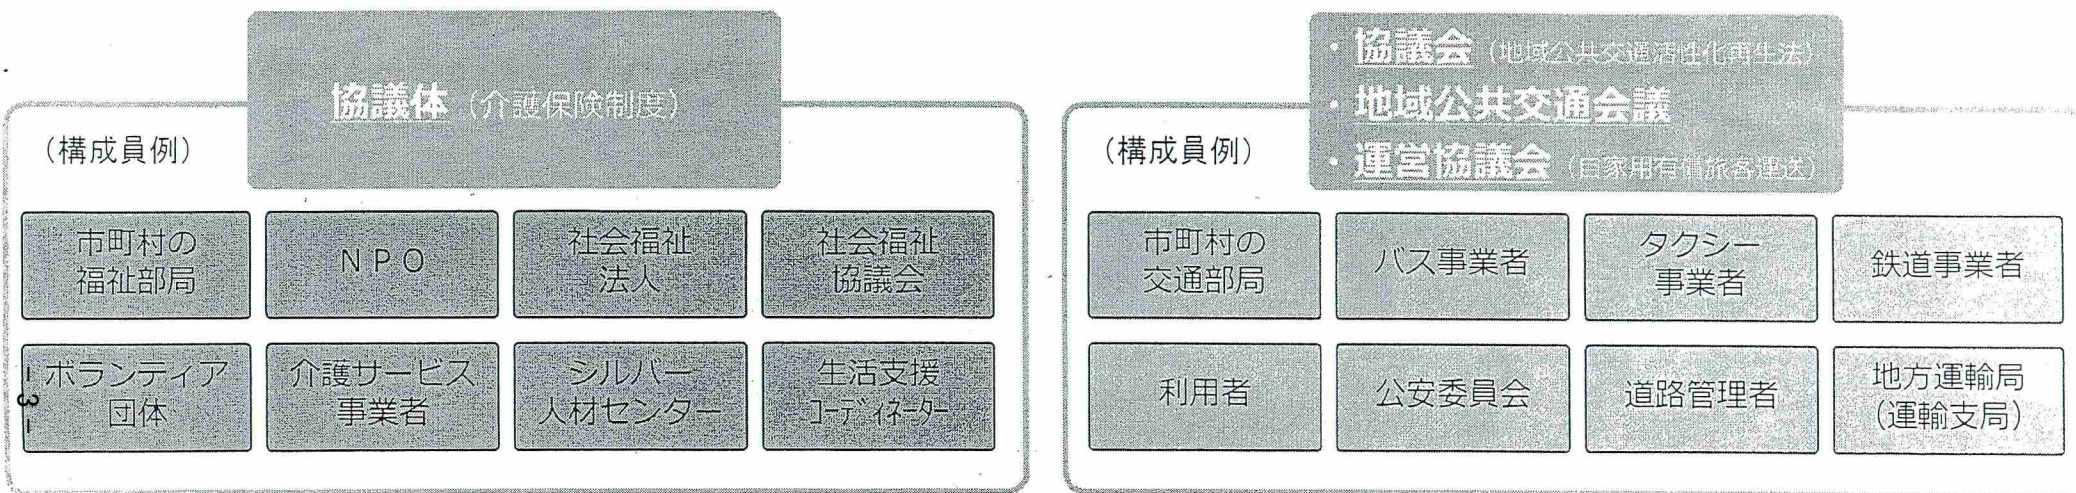 協議体（介護保険制度）
（構成員例）
市町村の
福祉部局
ＮＰＯ
社会福祉
法人
社会福祉
協議会
ボランティア
団体
介護サービス
事業者
シルバー
人材センター
生活支援
コーディネーター
・協議会（地域公共交通活性化再生法）
・地域公共交通会議
・運営協議会（自家用有償旅客運送）
（構成員例）
市町村の
交通部局
バス事業者
タクシー
事業者
鉄道事業者
利用者
公安委員会
道路管理者
地方運輸局
（運輸支局）
- 3 -